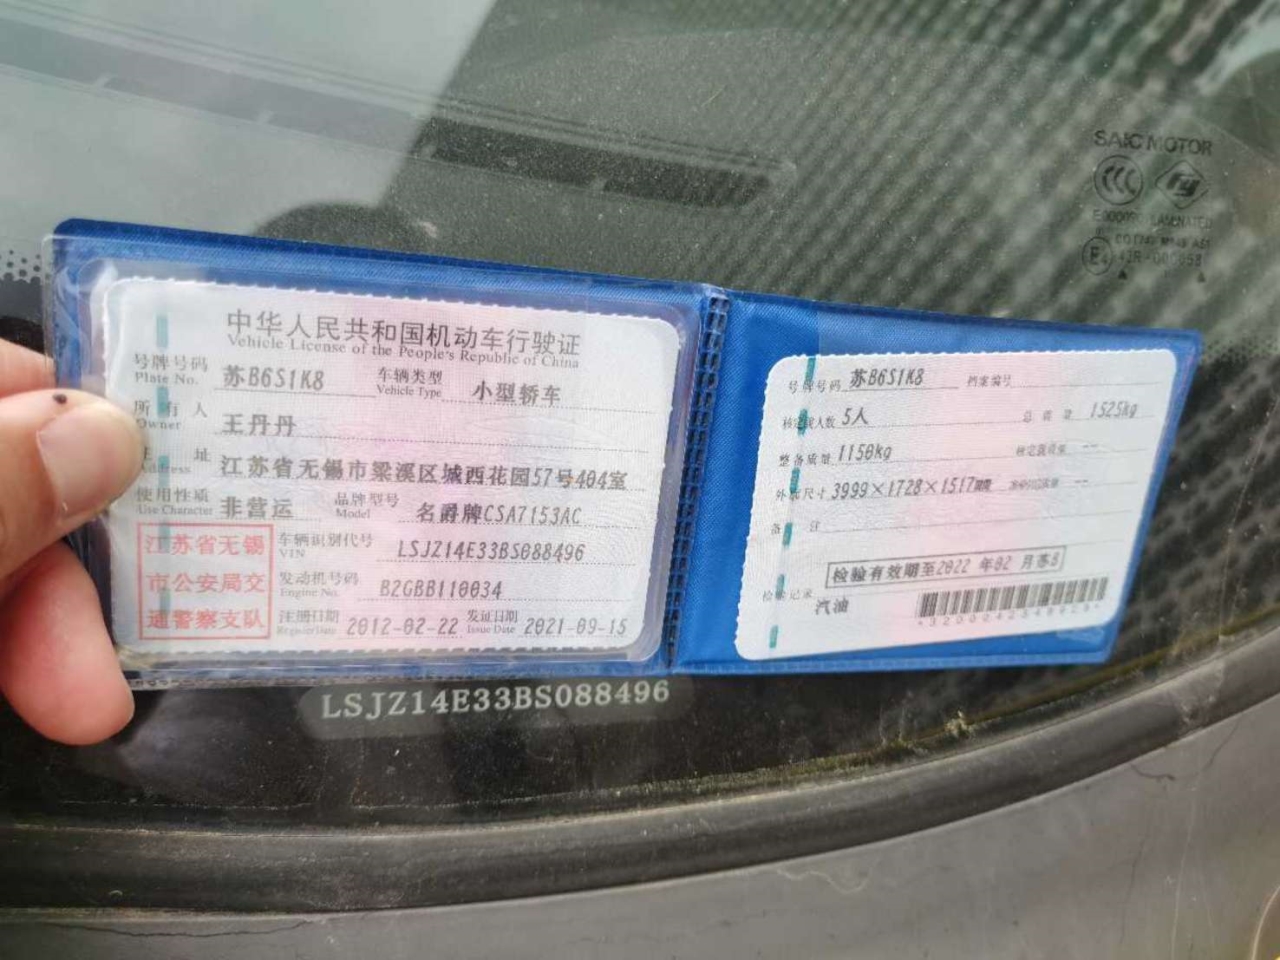 SAIC MOTOR
中华人民共和国机动车行驶证
Vehicle License of the People's Republic of China
号牌号码 苏B6S1K8 车辆类型 小型轿车
Plate No. Vehicle Type
所有人 王丹丹
Owner
住址 江苏省无锡市梁溪区城西花园57号404室
Address
使用性质 非营运 品牌型号 名爵牌CSA7153AC
Use Character Model
江苏省无锡
市公安局交
通警察支队
车辆识别代号 LSJZ14E33BS088496
VIN
发动机号码 B2GBB110034
Engine No.
注册日期 2012-02-22 发证日期 2021-09-15
Register Date Issue Date
号牌号码 苏B6S1K8 档案编号
核定载人数 5人 总质量 1525kg
整备质量 1150kg 核定载质量 --
外廓尺寸 3999×1728×1517 --
备注
检验有效期至2022 年02 月苏B
检验记录
汽油
LSJZ14E33BS088496